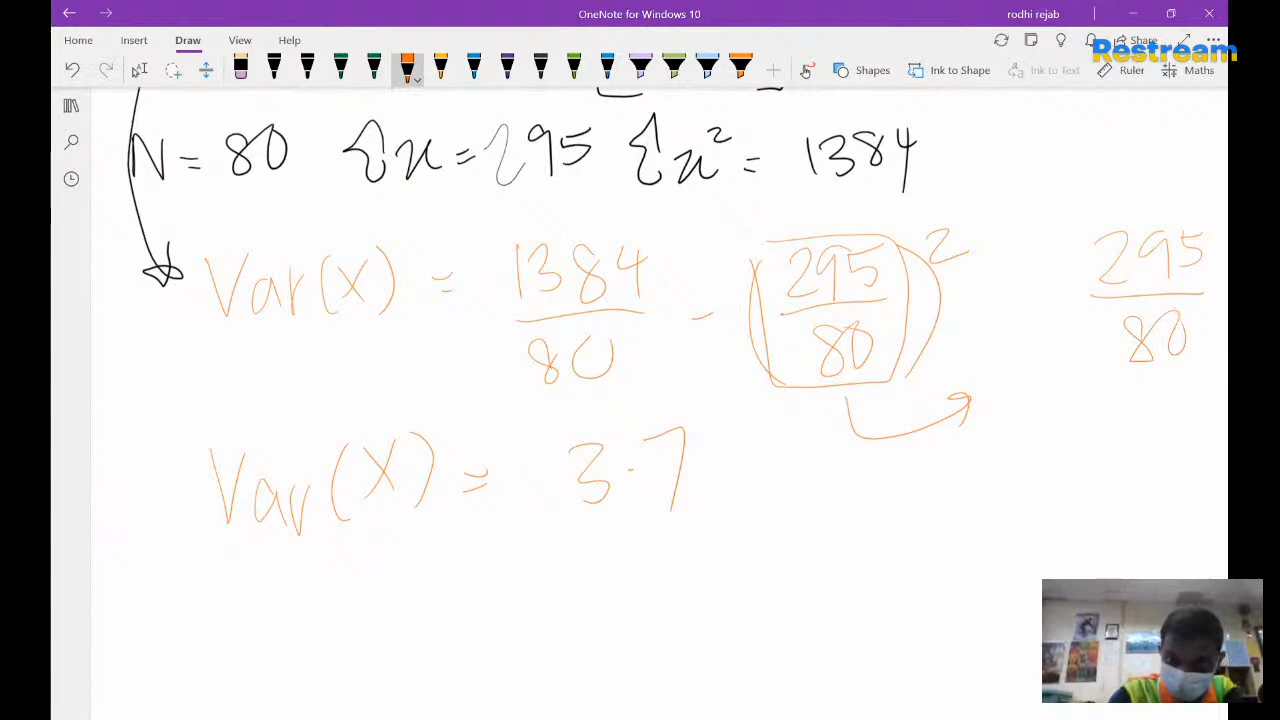 OneNote for Windows 10
rodhi rejab
Home Insert Draw View Help
Share
Restream
Shapes Ink to Shape Ink to Text Ruler Maths
N = 80 Σx = 295 Σx² = 1384
Var(X) = 1384/80 - (295/80)² 295/80
Var(X) = 3.7